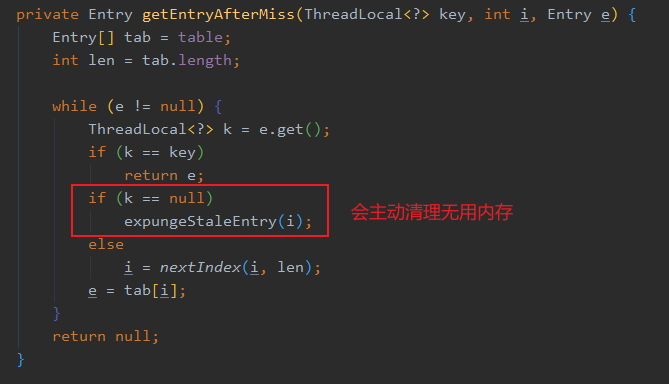 private Entry getEntryAfterMiss(ThreadLocal<?> key, int i, Entry e) {
    Entry[] tab = table;
    int len = tab.length;

    while (e != null) {
        ThreadLocal<?> k = e.get();
        if (k == key)
            return e;
        if (k == null)
            expungeStaleEntry(i); 会主动清理无用内存
        else
            i = nextIndex(i, len);
        e = tab[i];
    }
    return null;
}